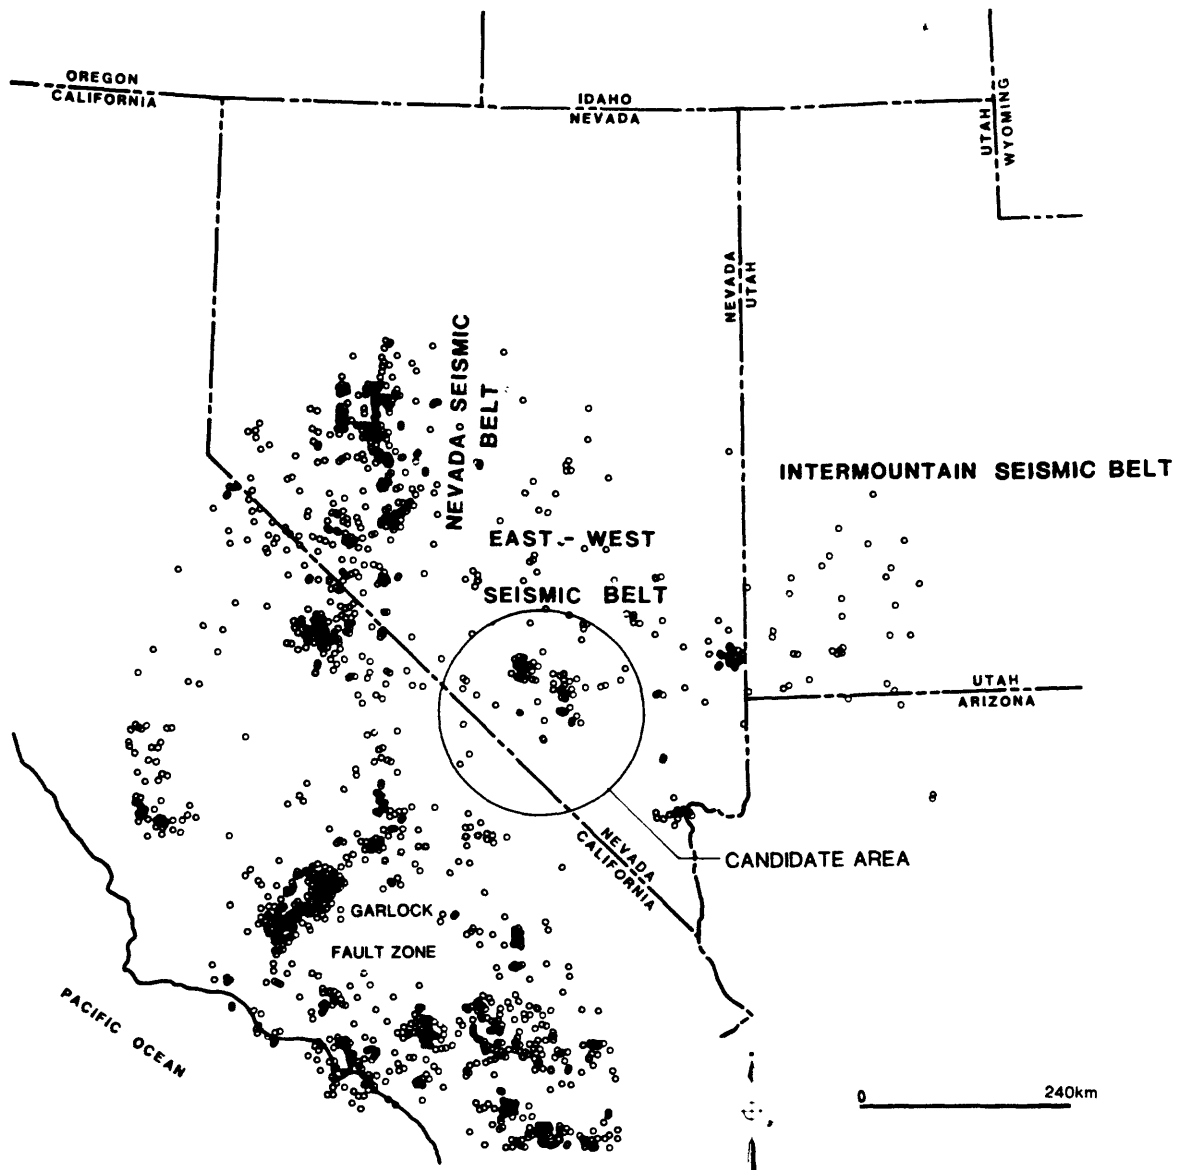 OREGON
CALIFORNIA
IDAHO
NEVADA
UTAH
WYOMING
NEVADA
UTAH
NEVADA SEISMIC
BELT
INTERMOUNTAIN SEISMIC BELT
EAST - WEST
SEISMIC BELT
UTAH
ARIZONA
NEVADA
CALIFORNIA
CANDIDATE AREA
GARLOCK
FAULT ZONE
PACIFIC OCEAN
0 240km